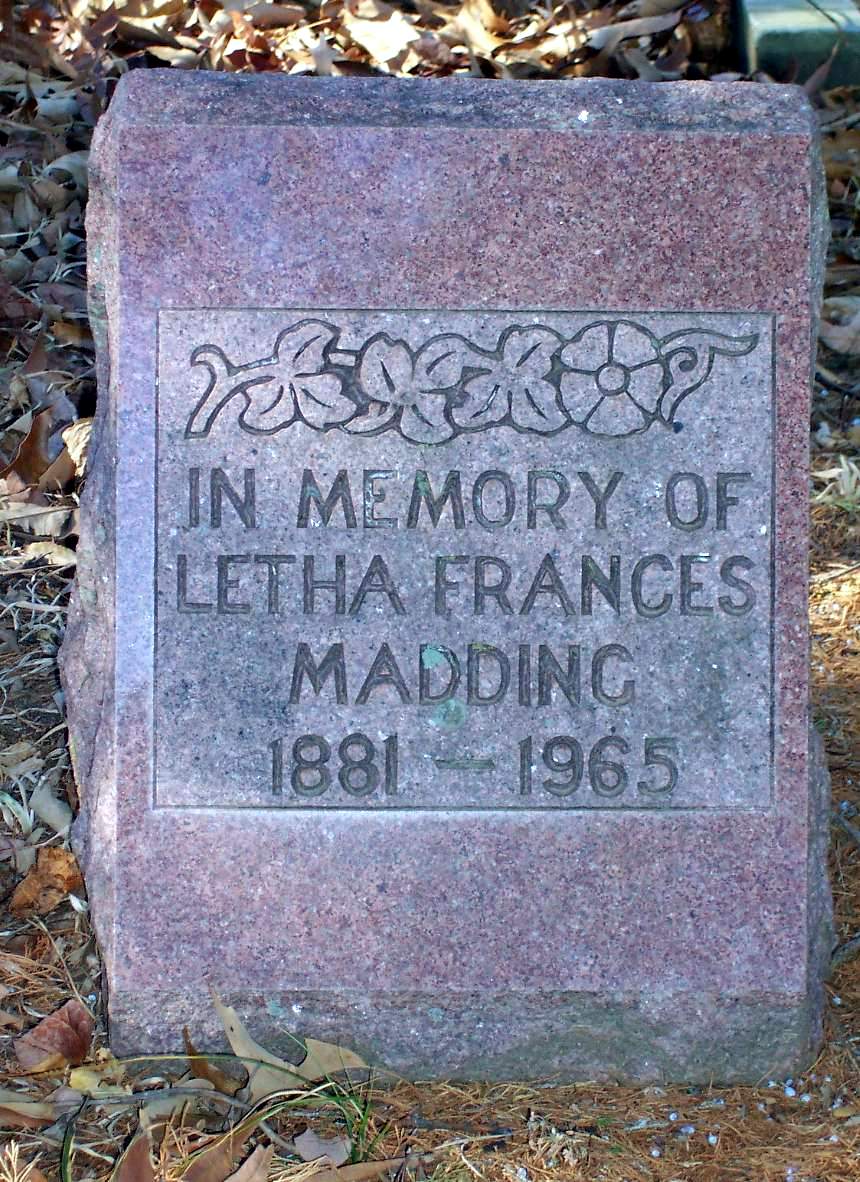 IN MEMORY OF
LETHA FRANCES
MADDING
1881 — 1965